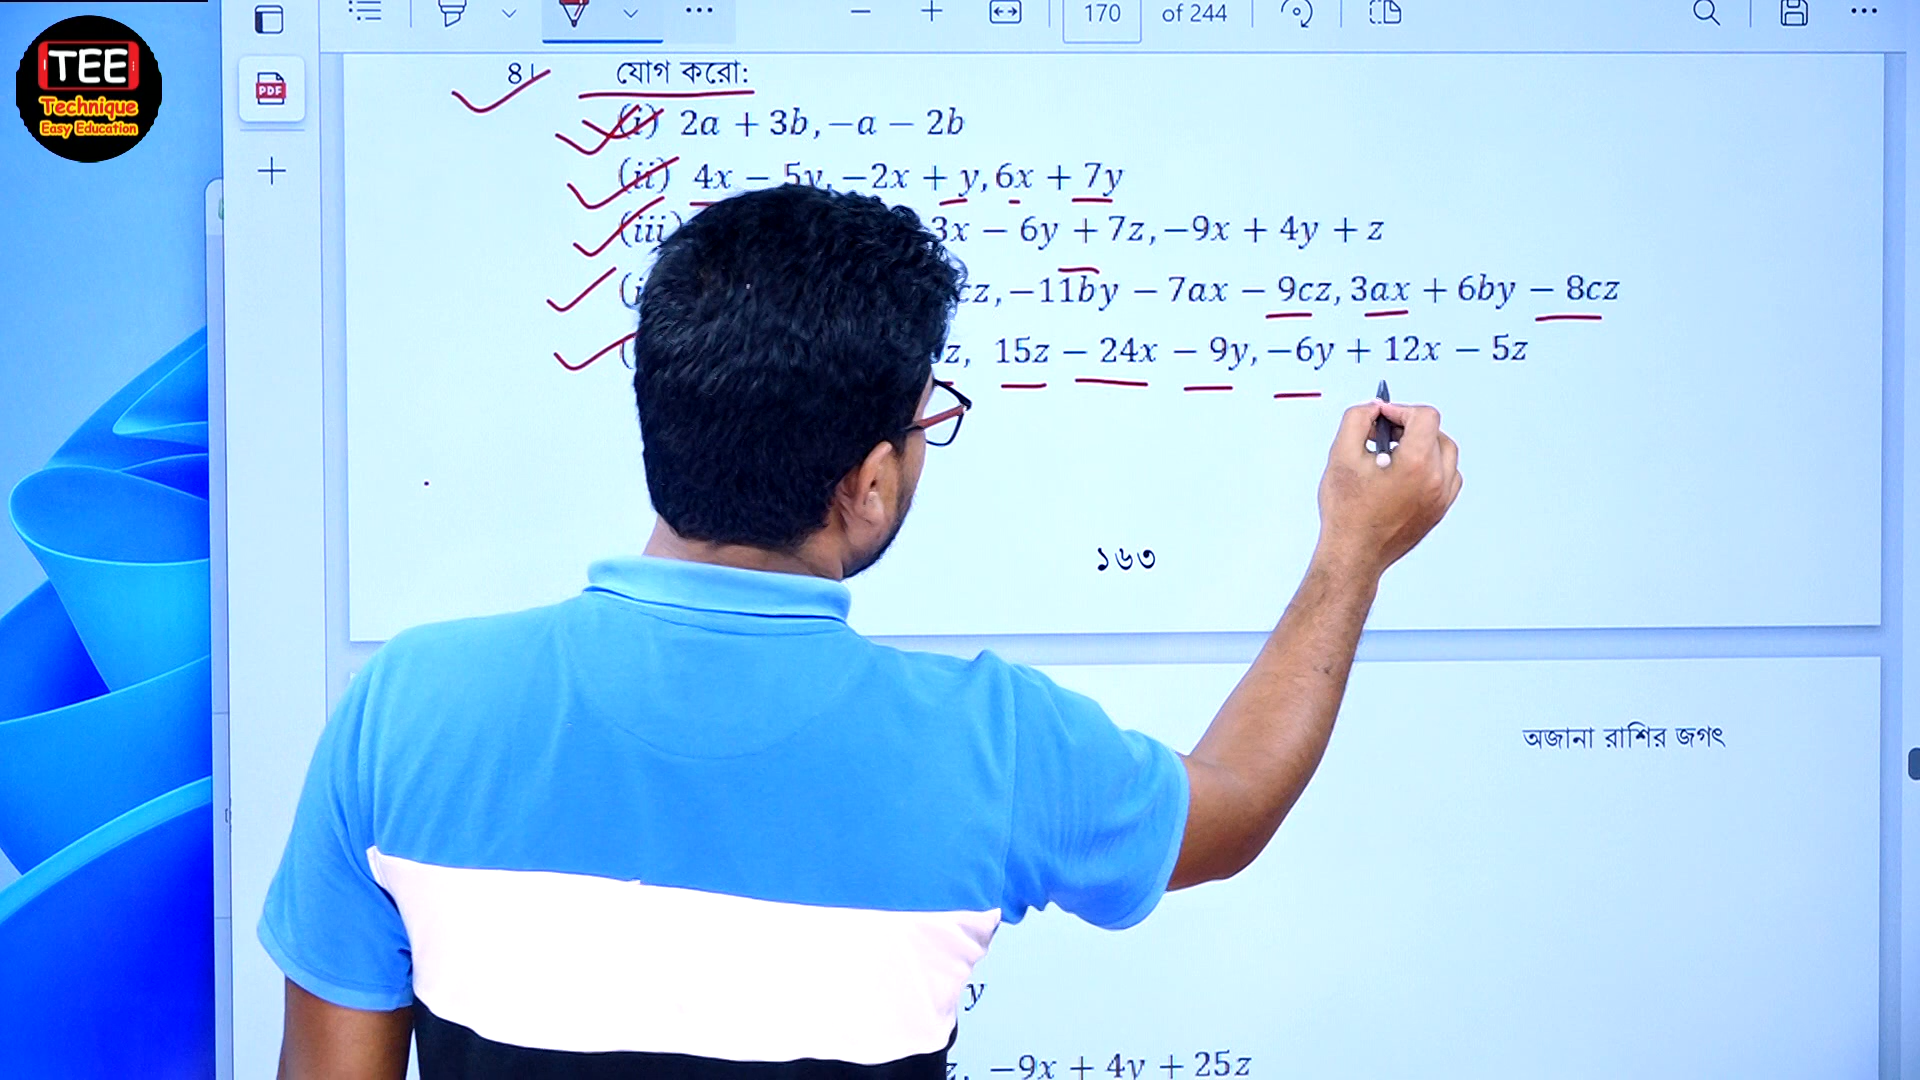 TEE
Technique
Easy Education
170 of 244
PDF
৪। যোগ করো:
(i) 2a + 3b, −a − 2b
(ii) 4x − 5y, −2x + y, 6x + 7y
(iii) 3x − 6y + 7z, −9x + 4y + z
cz, −11by − 7ax − 9cz, 3ax + 6by − 8cz
z, 15z − 24x − 9y, −6y + 12x − 5z
১৬৩
অজানা রাশির জগৎ
y
z, −9x + 4y + 25z